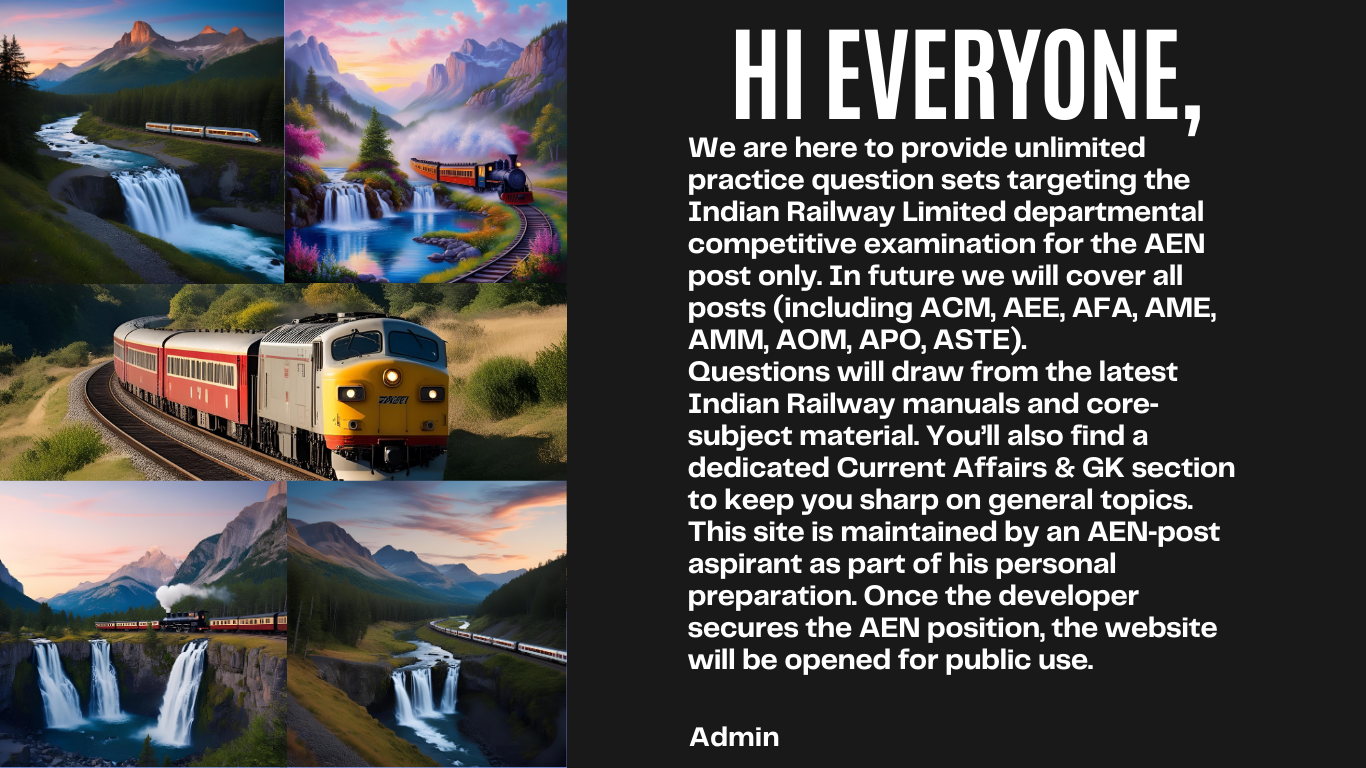 HI EVERYONE,
We are here to provide unlimited
practice question sets targeting the
Indian Railway Limited departmental
competitive examination for the AEN
post only. In future we will cover all
posts (including ACM, AEE, AFA, AME,
AMM, AOM, APO, ASTE).
Questions will draw from the latest
Indian Railway manuals and core-
subject material. You’ll also find a
dedicated Current Affairs & GK section
to keep you sharp on general topics.
This site is maintained by an AEN-post
aspirant as part of his personal
preparation. Once the developer
secures the AEN position, the website
will be opened for public use.
Admin